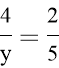 4/y = 2/5